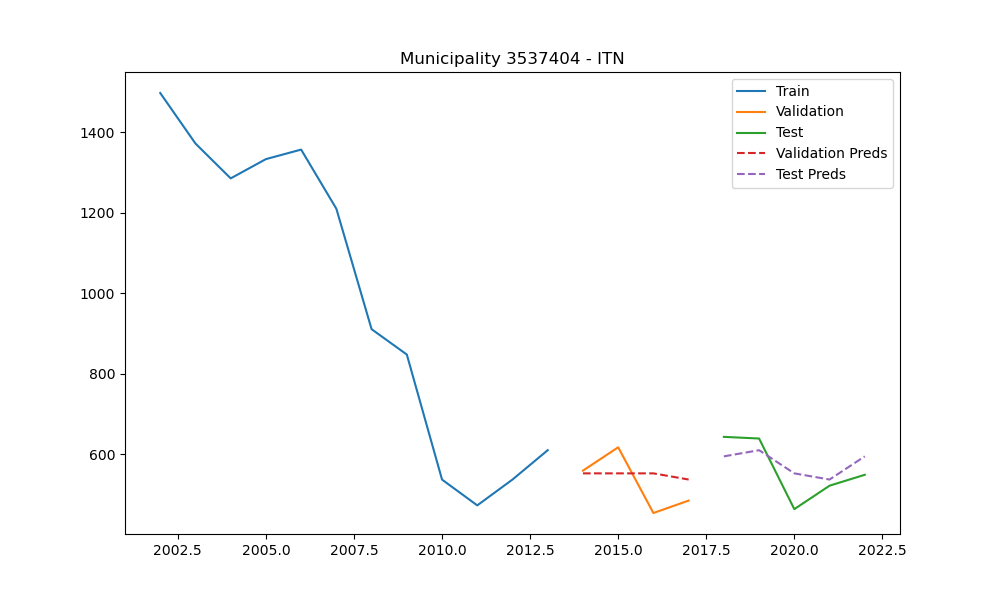 Municipality 3537404 - ITN
Train
Validation
Test
Validation Preds
Test Preds
1400
1200
1000
800
600
2002.5 2005.0 2007.5 2010.0 2012.5 2015.0 2017.5 2020.0 2022.5